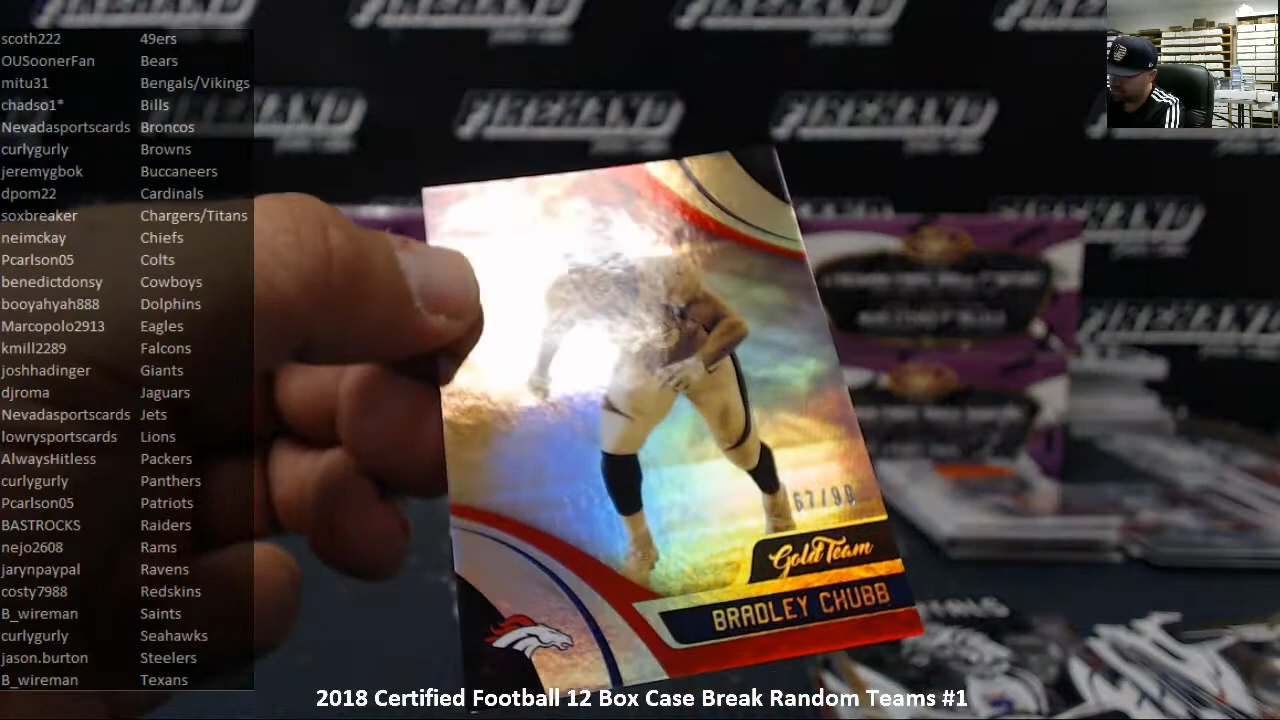 scoth222 49ers
OUSoonerFan Bears
mitu31 Bengals/Vikings
chadso1* Bills
Nevadasportscards Broncos
curlygurly Browns
jeremygbok Buccaneers
dpom22 Cardinals
soxbreaker Chargers/Titans
neimckay Chiefs
Pcarlson05 Colts
benedictdonsy Cowboys
booyahyah888 Dolphins
Marcopolo2913 Eagles
kmill2289 Falcons
joshhadinger Giants
djroma Jaguars
Nevadasportscards Jets
lowrysportscards Lions
AlwaysHitless Packers
curlygurly Panthers
Pcarlson05 Patriots
BASTROCKS Raiders
nejo2608 Rams
jarynpaypal Ravens
costy7988 Redskins
B_wireman Saints
curlygurly Seahawks
jason.burton Steelers
B_wireman Texans
FIREHAND
Gold Team
BRADLEY CHUBB
2018 Certified Football 12 Box Case Break Random Teams #1